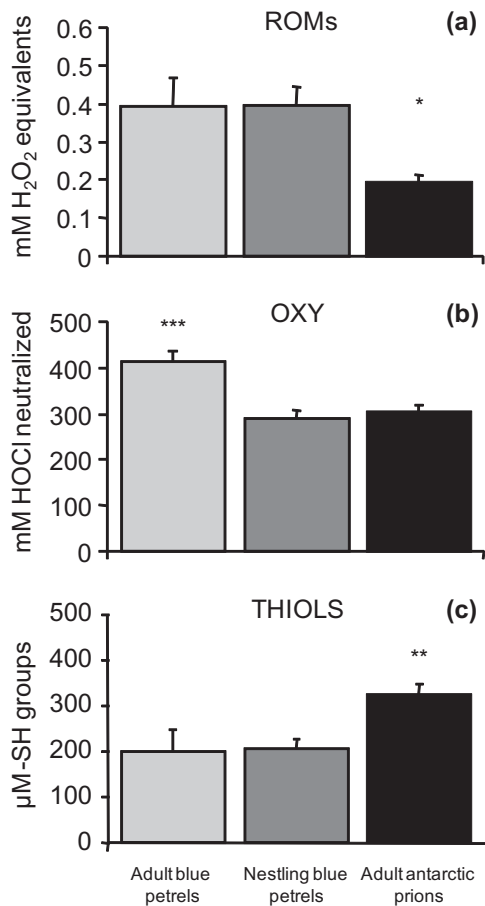 ROMs
(a)
mM H₂O₂ equivalents
0.6
0.5
0.4
0.3
0.2
0.1
0
*
OXY
(b)
mM HOCl neutralized
500
400
300
200
100
0
***
THIOLS
(c)
µM-SH groups
500
400
300
200
100
0
**
Adult blue petrels
Nestling blue petrels
Adult antarctic prions